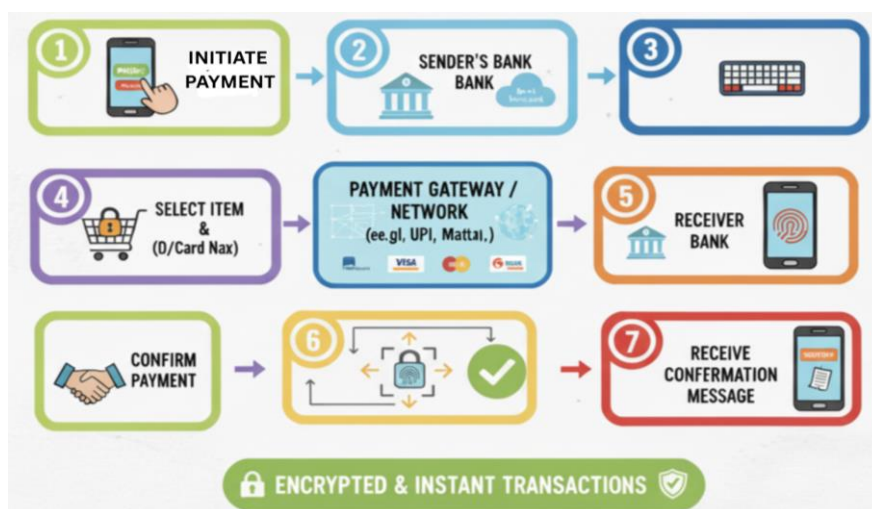 1
INITIATE
PAYMENT
2
SENDER'S BANK
BANK
3
4
SELECT ITEM
&
(D/Card Nax)
PAYMENT GATEWAY /
NETWORK
(ee.gl, UPI, Mattai,)
VISA
5
RECEIVER
BANK
CONFIRM
PAYMENT
6
7
RECEIVE
CONFERMATION
MESSAGE
ENCRYPTED & INSTANT TRANSACTIONS